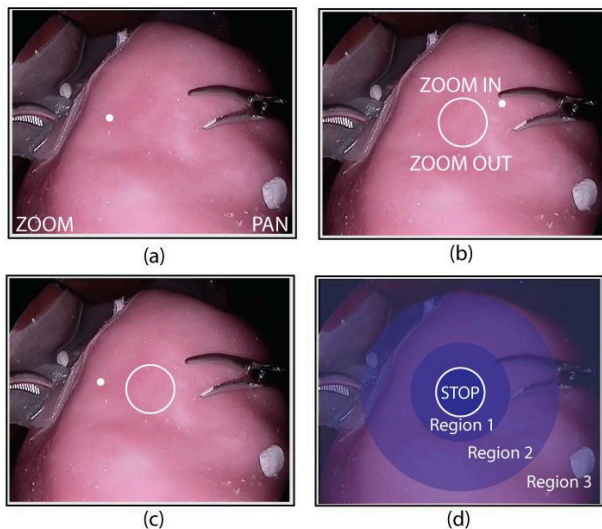 ZOOM
PAN
(a)
ZOOM IN
ZOOM OUT
(b)
(c)
STOP
Region 1
Region 2
Region 3
(d)